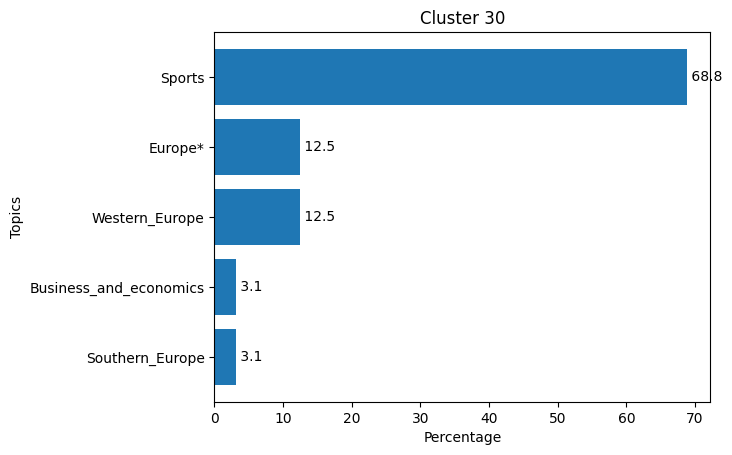 Cluster 30
Topics
Sports 68.8
Europe* 12.5
Western_Europe 12.5
Business_and_economics 3.1
Southern_Europe 3.1
0 10 20 30 40 50 60 70
Percentage